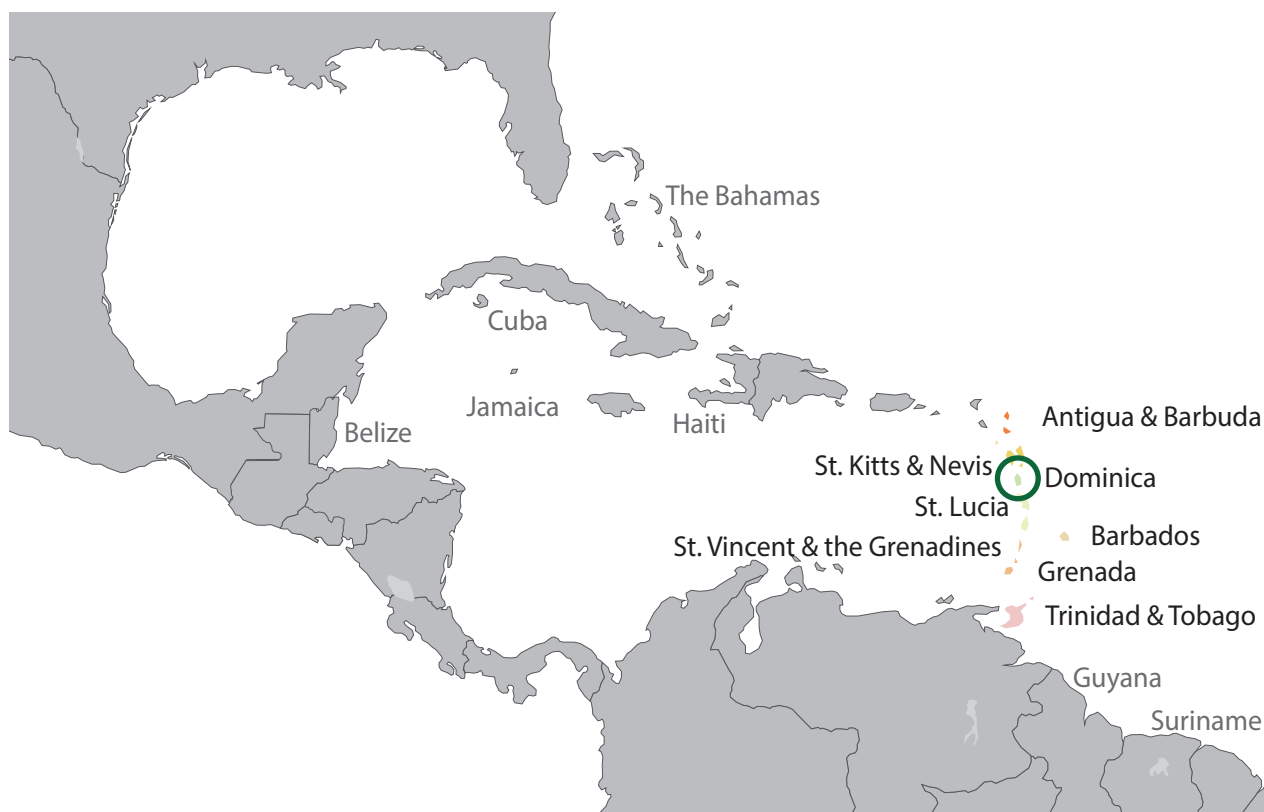 The Bahamas
Cuba
Jamaica
Haiti
Belize
Antigua & Barbuda
St. Kitts & Nevis
Dominica
St. Lucia
Barbados
St. Vincent & the Grenadines
Grenada
Trinidad & Tobago
Guyana
Suriname